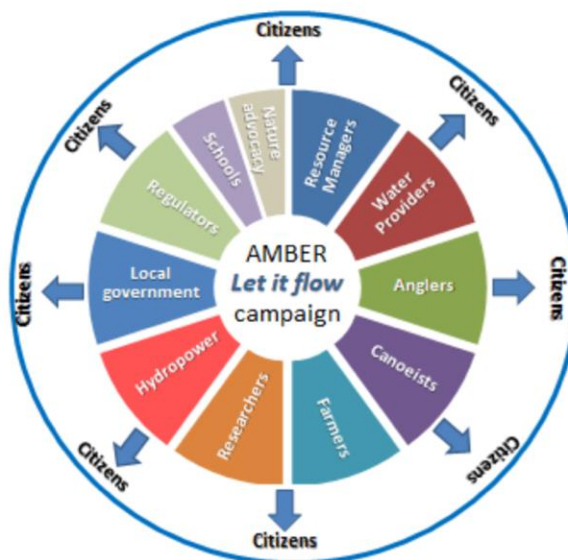 Citizens
Citizens
Citizens
Citizens
Citizens
Citizens
Citizens
Citizens
Resource
Managers
Water
Providers
Anglers
Canoeists
Farmers
Researchers
Hydropower
Local
government
Regulators
Schools
Nature
advocacy
AMBER
Let it flow
campaign